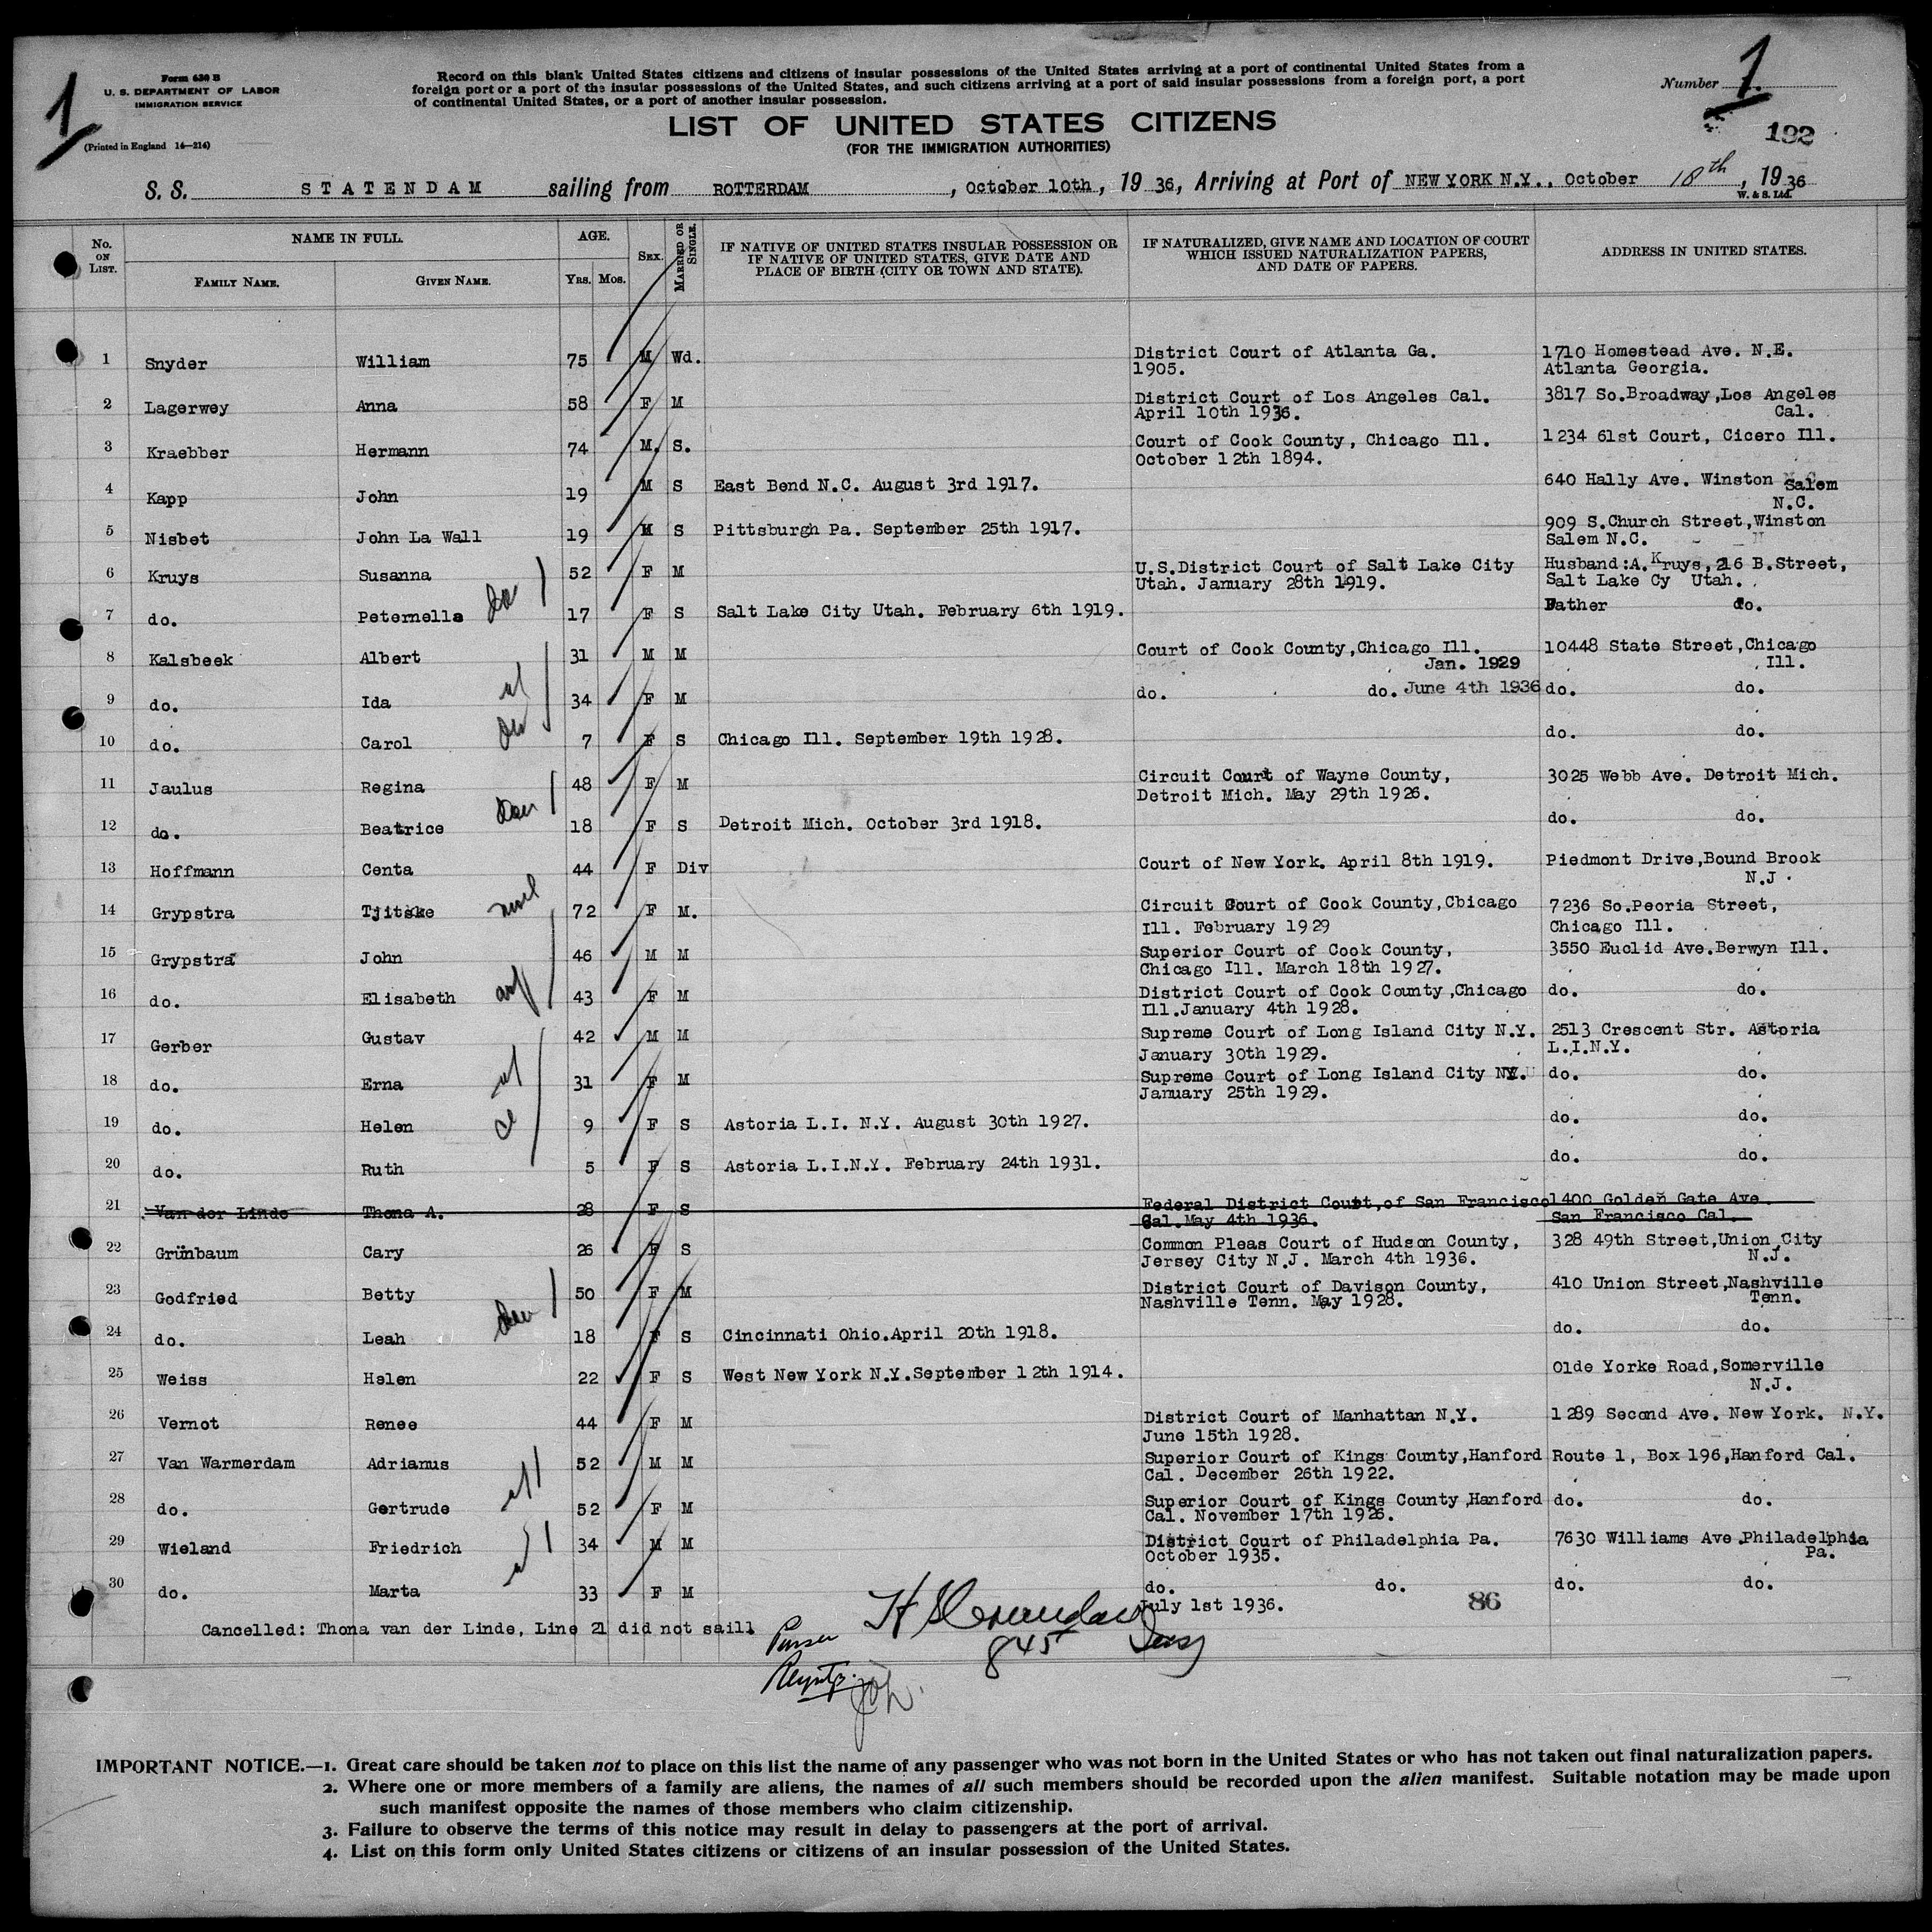 1
Form 630 B
U. S. DEPARTMENT OF LABOR
IMMIGRATION SERVICE
(Printed in England 16—214)
Record on this blank United States citizens and citizens of insular possessions of the United States arriving at a port of continental United States from a
foreign port or a port of the insular possessions of the United States, and such citizens arriving at a port of said insular possessions from a foreign port, a port
of continental United States, or a port of another insular possession.
Number 1.
192
LIST OF UNITED STATES CITIZENS
(FOR THE IMMIGRATION AUTHORITIES)
S. S. STATENDAM sailing from ROTTERDAM, October 10th, 1936, Arriving at Port of NEW YORK N.Y., October 18th, 1936
W. & S. Ltd.
No. ON LIST. NAME IN FULL. FAMILY NAME. GIVEN NAME. AGE. YRS. MOS. SEX. MARRIED OR SINGLE. IF NATIVE OF UNITED STATES INSULAR POSSESSION OR IF NATIVE OF UNITED STATES, GIVE DATE AND PLACE OF BIRTH (CITY OR TOWN AND STATE). IF NATURALIZED, GIVE NAME AND LOCATION OF COURT WHICH ISSUED NATURALIZATION PAPERS, AND DATE OF PAPERS. ADDRESS IN UNITED STATES.
1 Snyder William 75 M Wd. District Court of Atlanta Ga. 1905. 1710 Homestead Ave. N.E. Atlanta Georgia.
2 Lagerwey Anna 58 F M District Court of Los Angeles Cal. April 10th 1936. 3817 So.Broadway,Los Angeles Cal.
3 Kraebber Hermann 74 M. S. Court of Cook County, Chicago Ill. October 12th 1894. 1234 61st Court, Cicero Ill.
4 Kapp John 19 M S East Bend N.C. August 3rd 1917. 640 Hally Ave. Winston Salem N.C.
5 Nisbet John La Wall 19 M S Pittsburgh Pa. September 25th 1917. 909 S.Church Street,Winston Salem N.C.
6 Kruys Susanna 52 F M U.S.District Court of Salt Lake City Utah. January 28th 1919. Husband:A.Kruys,216 B.Street, Salt Lake Cy Utah.
7 do. Peternella 17 F S Salt Lake City Utah. February 6th 1919. Father do.
8 Kalsbeek Albert 31 M M Court of Cook County,Chicago Ill. Jan. 1929 10448 State Street,Chicago Ill.
9 do. Ida 34 F M do. do. June 4th 1936 do. do.
10 do. Carol 7 F S Chicago Ill. September 19th 1928. do. do.
11 Jaulus Regina 48 F M Circuit Court of Wayne County, Detroit Mich. May 29th 1926. 3025 Webb Ave. Detroit Mich.
12 do. Beatrice 18 F S Detroit Mich. October 3rd 1918. do. do.
13 Hoffmann Centa 44 F Div Court of New York. April 8th 1919. Piedmont Drive,Bound Brook N.J.
14 Grypstra Tjitske 72 F M. Circuit Court of Cook County,Cbicago Ill. February 1929 7236 So.Peoria Street, Chicago Ill.
15 Grypstra John 46 M M Superior Court of Cook County, Chicago Ill. March 18th 1927. 3550 Euclid Ave.Berwyn Ill.
16 do. Elisabeth 43 F M District Court of Cook County,Chicago Ill.January 4th 1928. do. do.
17 Gerber Gustav 42 M M Supreme Court of Long Island City N.Y. January 30th 1929. 2513 Crescent Str. Astoria L.I.N.Y.
18 do. Erna 31 F M Supreme Court of Long Island City NY. January 25th 1929. do. do.
19 do. Helen 9 F S Astoria L.I. N.Y. August 30th 1927. do. do.
20 do. Ruth 5 F S Astoria L.I.N.Y. February 24th 1931. do. do.
21 Van der Linde Thona A. 28 F S Federal District Court,of San Francisco Cal.May 4th 1936. 1400 Golden Gate Ave San Francisco Cal.
22 Grünbaum Cary 26 F S Common Pleas Court of Hudson County, Jersey City N.J. March 4th 1936. 328 49th Street,Union City N.J.
23 Godfried Betty 50 F M District Court of Davison County, Nashville Tenn. May 1928. 410 Union Street,Nashville Tenn.
24 do. Leah 18 F S Cincinnati Ohio.April 20th 1918. do. do.
25 Weiss Helen 22 F S West New York N.Y.September 12th 1914. Olde Yorke Road,Somerville N.J.
26 Vernot Renee 44 F M District Court of Manhattan N.Y. June 15th 1928. 1289 Second Ave. New York. N.Y.
27 Van Warmerdam Adrianus 52 M M Superior Court of Kings County,Hanford Cal. December 26th 1922. Route 1, Box 196,Hanford Cal.
28 do. Gertrude 52 F M Superior Court of Kings County,Hanford Cal. November 17th 1926. do. do.
29 Wieland Friedrich 34 M M District Court of Philadelphia Pa. October 1935. 7630 Williams Ave.Philadelphia Pa.
30 do. Marta 33 F M do. do. July 1st 1936. do. do.
86
Cancelled: Thona van der Linde, Line 21 did not saill.
845
IMPORTANT NOTICE.—1. Great care should be taken not to place on this list the name of any passenger who was not born in the United States or who has not taken out final naturalization papers.
2. Where one or more members of a family are aliens, the names of all such members should be recorded upon the alien manifest. Suitable notation may be made upon
such manifest opposite the names of those members who claim citizenship.
3. Failure to observe the terms of this notice may result in delay to passengers at the port of arrival.
4. List on this form only United States citizens or citizens of an insular possession of the United States.